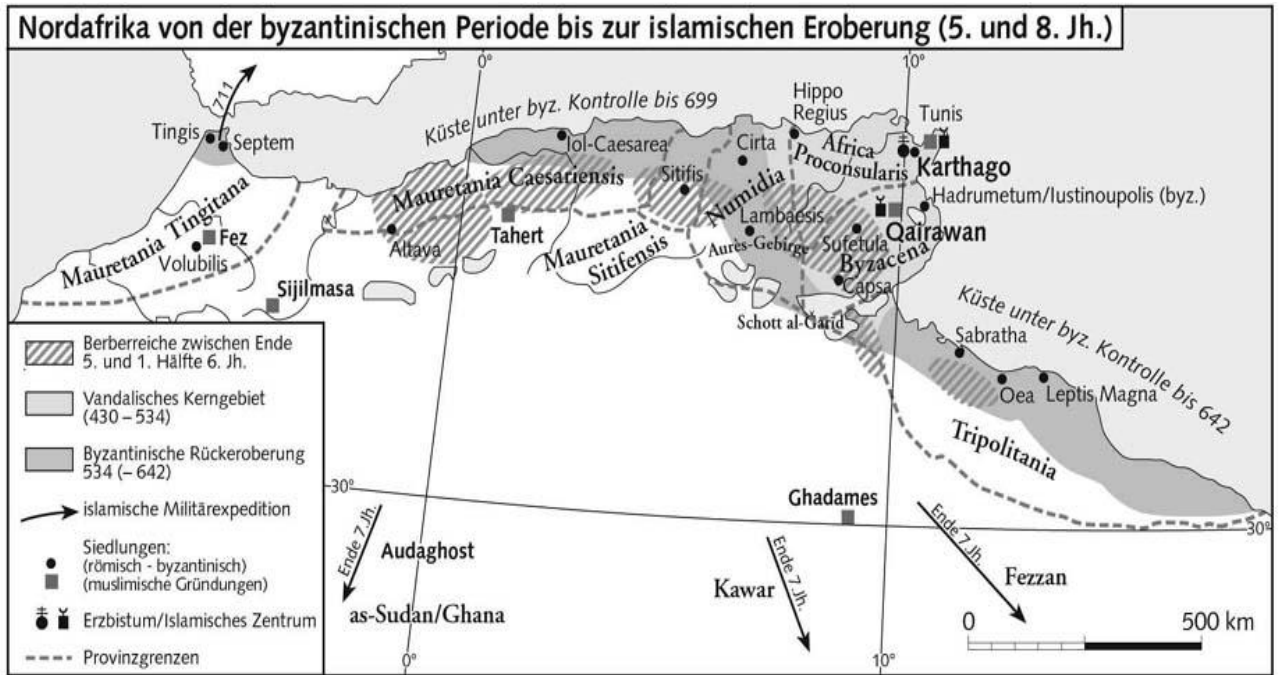 Nordafrika von der byzantinischen Periode bis zur islamischen Eroberung (5. und 8. Jh.)
0°
10°
711
Küste unter byz. Kontrolle bis 699
Hippo
Regius
Tunis
Tingis
Septem
Iol-Caesarea
Cirta
Africa
Proconsularis
Karthago
Mauretania Caesariensis
Sitifis
Numidia
Hadrumetum/Iustinoupolis (byz.)
Mauretania Tingitana
Fez
Volubilis
Altava
Tahert
Mauretania
Sitifensis
Lambaesis
Aurès-Gebirge
Sufetula
Qairawan
Byzacena
Capsa
Sijilmasa
Schott al-Garid
Küste unter byz. Kontrolle bis 642
Sabratha
Oea
Leptis Magna
Tripolitania
Berberreiche zwischen Ende
5. und 1. Hälfte 6. Jh.
Vandalisches Kerngebiet
(430 – 534)
Byzantinische Rückeroberung
534 (– 642)
islamische Militärexpedition
Siedlungen:
(römisch - byzantinisch)
(muslimische Gründungen)
Erzbistum/Islamisches Zentrum
Provinzgrenzen
30°
30°
Ghadames
Ende 7.Jh.
Audaghost
as-Sudan/Ghana
Ende 7.Jh.
Kawar
Ende 7.Jh.
Fezzan
0
500 km
0°
10°